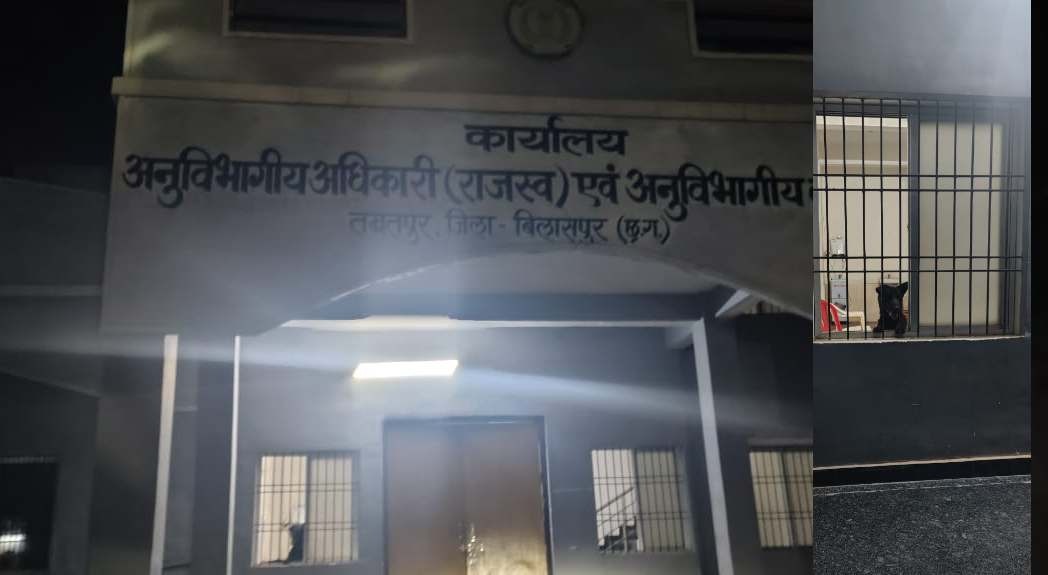 कार्यालय
अनुविभागीय अधिकारी (राजस्व) एवं अनुविभागीय
तखतपुर, जिला - बिलासपुर (छ.ग.)